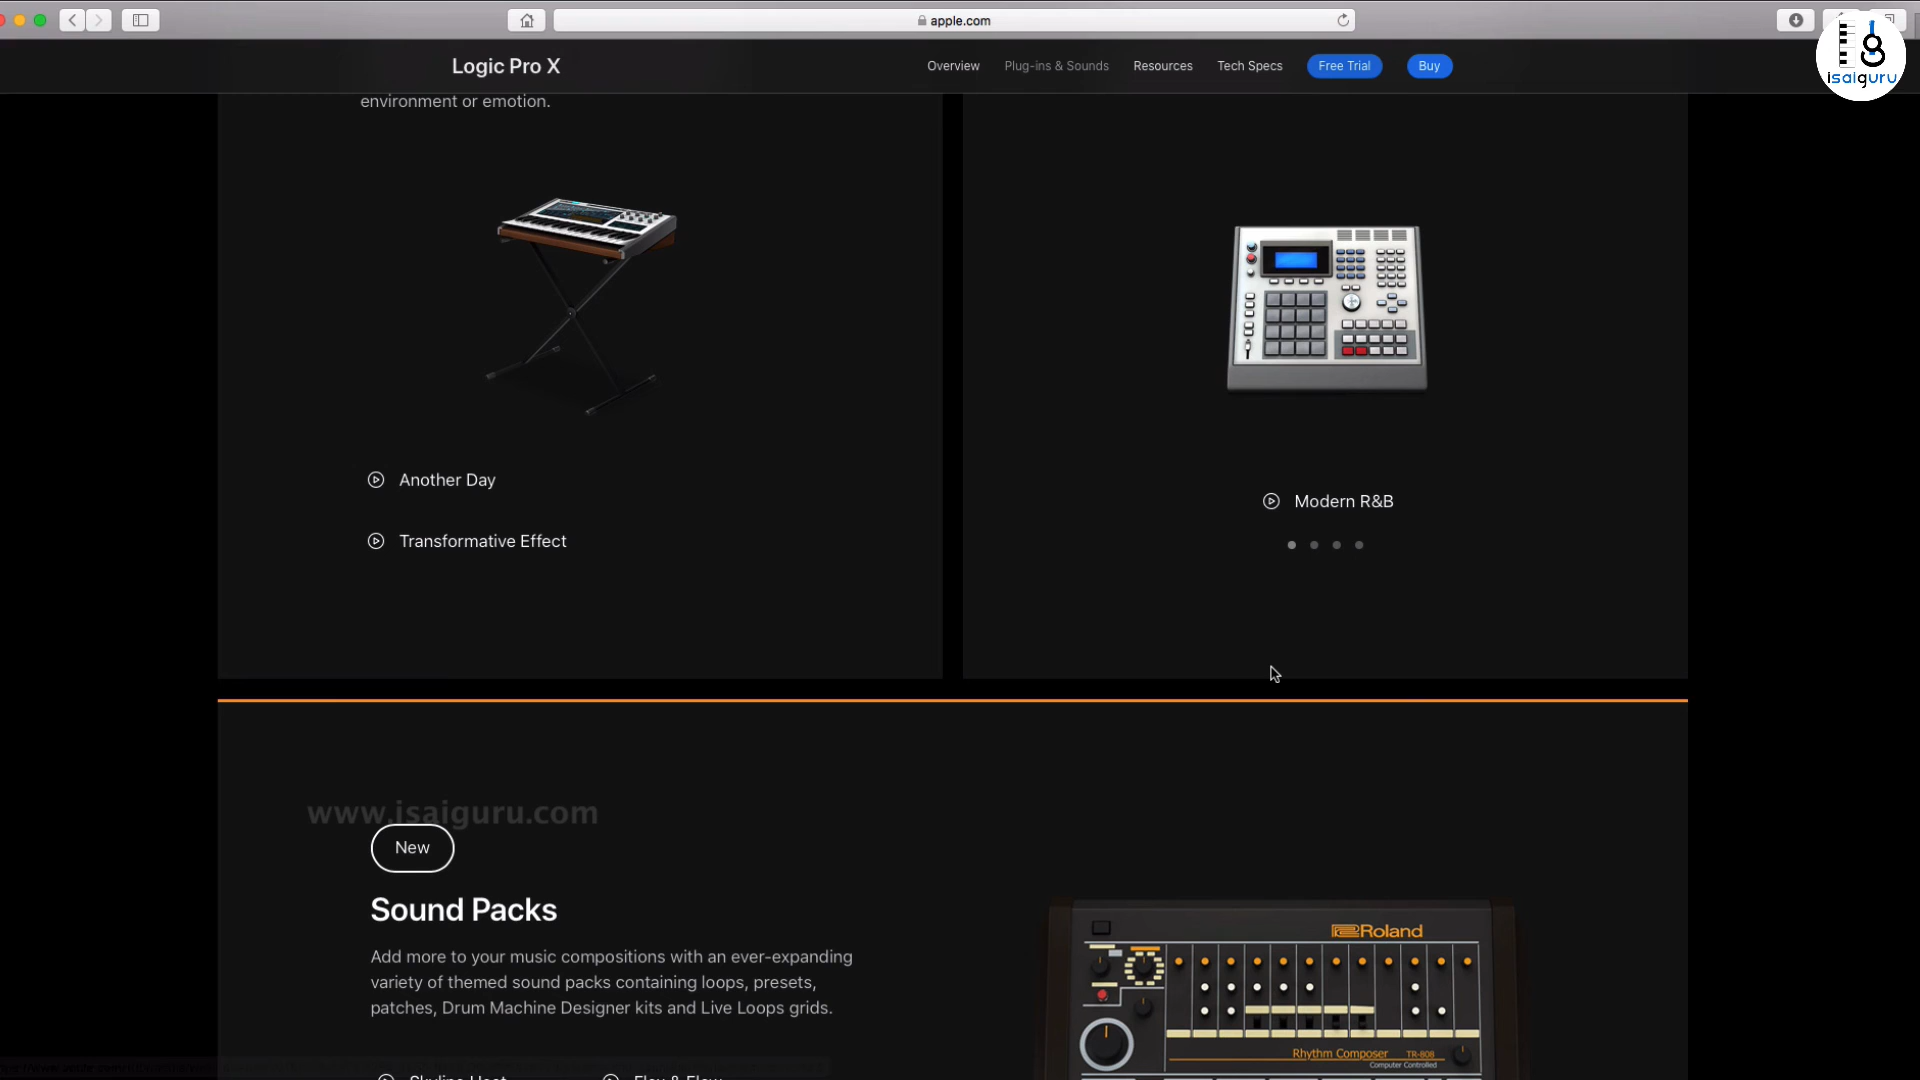 apple.com
isaiguru
Logic Pro X
Overview
Plug-ins & Sounds
Resources
Tech Specs
Free Trial
Buy
environment or emotion.
Another Day
Transformative Effect
Modern R&B
www.isaiguru.com
New
Sound Packs
Add more to your music compositions with an ever-expanding
variety of themed sound packs containing loops, presets,
patches, Drum Machine Designer kits and Live Loops grids.
Roland
Rhythm Composer TR-808
Computer Controlled